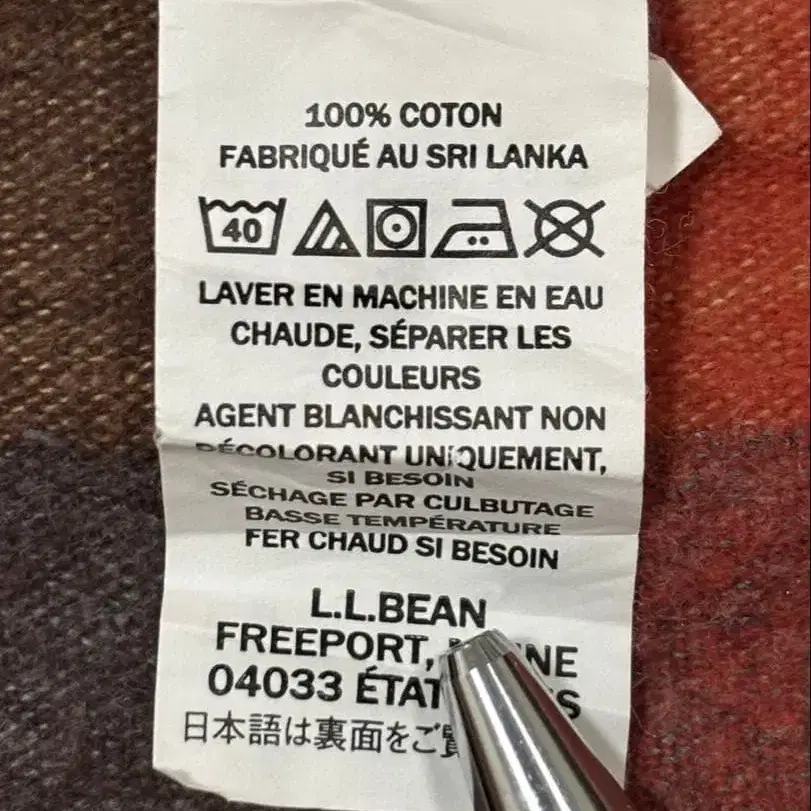 100% COTON
FABRIQUÉ AU SRI LANKA
40
LAVER EN MACHINE EN EAU
CHAUDE, SÉPARER LES
COULEURS
AGENT BLANCHISSANT NON
DÉCOLORANT UNIQUEMENT,
SI BESOIN
SÉCHAGE PAR CULBUTAGE
BASSE TEMPÉRATURE
FER CHAUD SI BESOIN
L.L.BEAN
FREEPORT,
04033
日本語は裏面をご